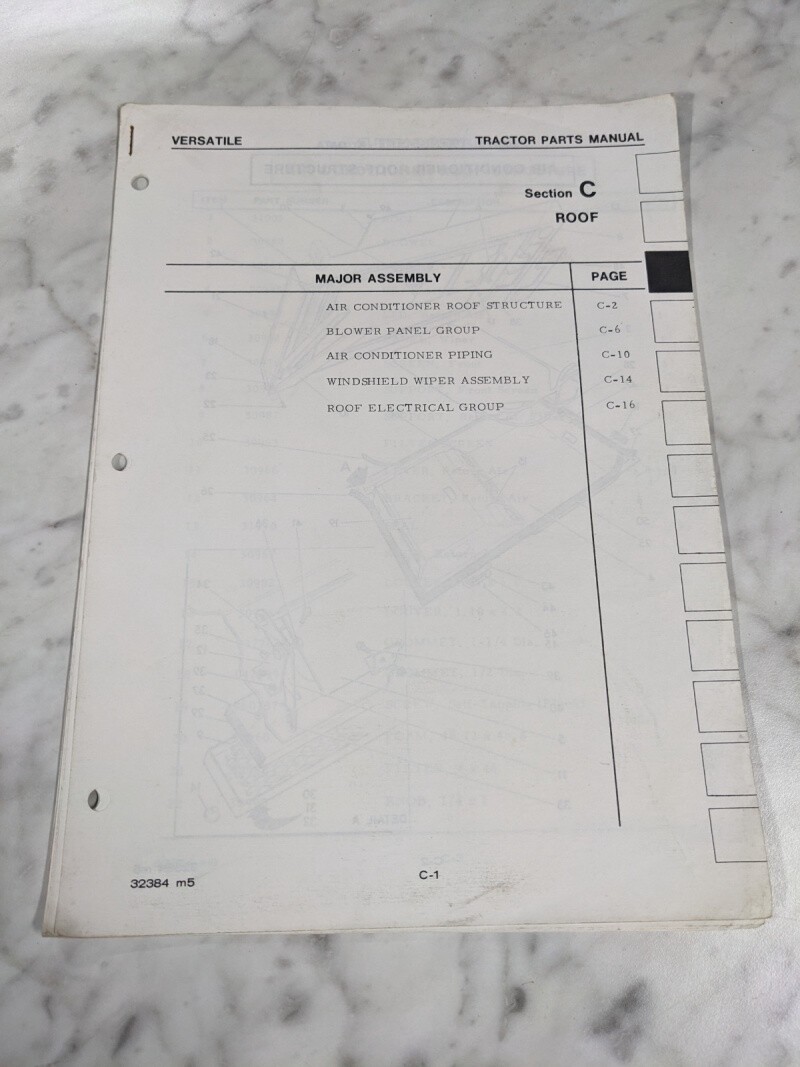 VERSATILE TRACTOR PARTS MANUAL
Section C
ROOF
MAJOR ASSEMBLY PAGE
AIR CONDITIONER ROOF STRUCTURE C-2
BLOWER PANEL GROUP C-6
AIR CONDITIONER PIPING C-10
WINDSHIELD WIPER ASSEMBLY C-14
ROOF ELECTRICAL GROUP C-16
32384 m5 C-1